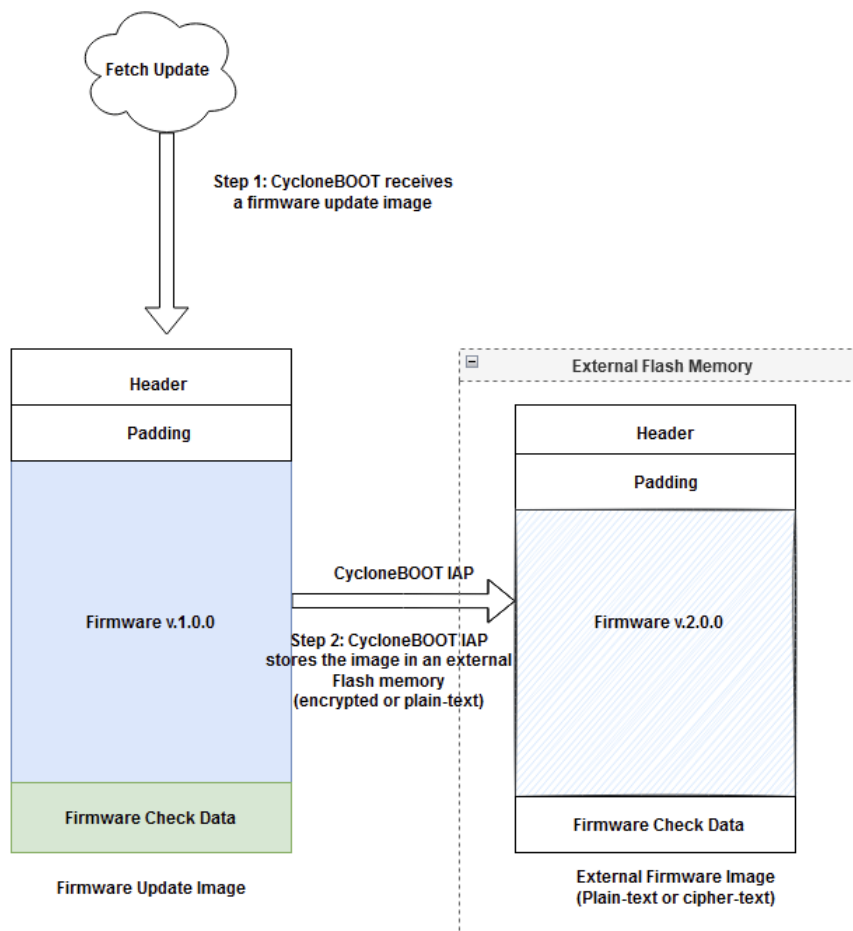 Fetch Update
Step 1: CycloneBOOT receives
a firmware update image
Header
Padding
Firmware v.1.0.0
Firmware Check Data
Firmware Update Image
CycloneBOOT IAP
Step 2: CycloneBOOT IAP
stores the image in an external
Flash memory
(encrypted or plain-text)
External Flash Memory
Header
Padding
Firmware v.2.0.0
Firmware Check Data
External Firmware Image
(Plain-text or cipher-text)